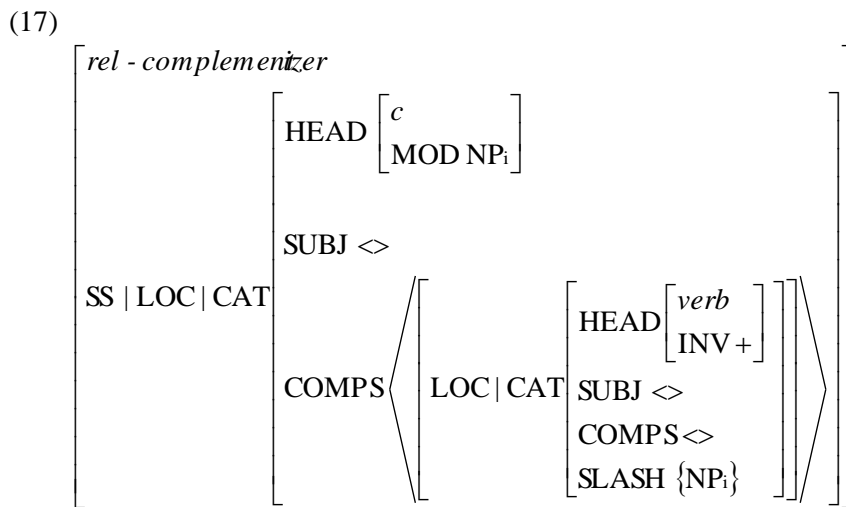 (17)
rel - complementizer
HEAD [c
MOD NPi]
SUBJ <>
SS | LOC | CAT
HEAD [verb
INV +]
COMPS < [LOC | CAT [SUBJ <>
COMPS <>
SLASH {NPi}]] >